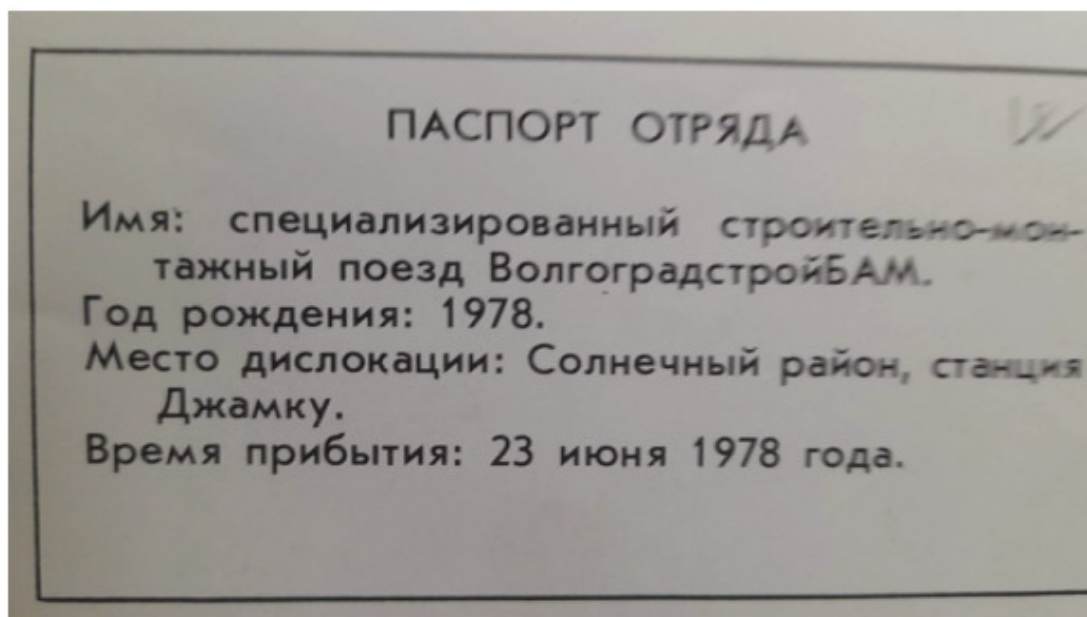 ПАСПОРТ ОТРЯДА
Имя: специализированный строительно-мон-
тажный поезд ВолгоградстройБАМ.
Год рождения: 1978.
Место дислокации: Солнечный район, станция
Джамку.
Время прибытия: 23 июня 1978 года.